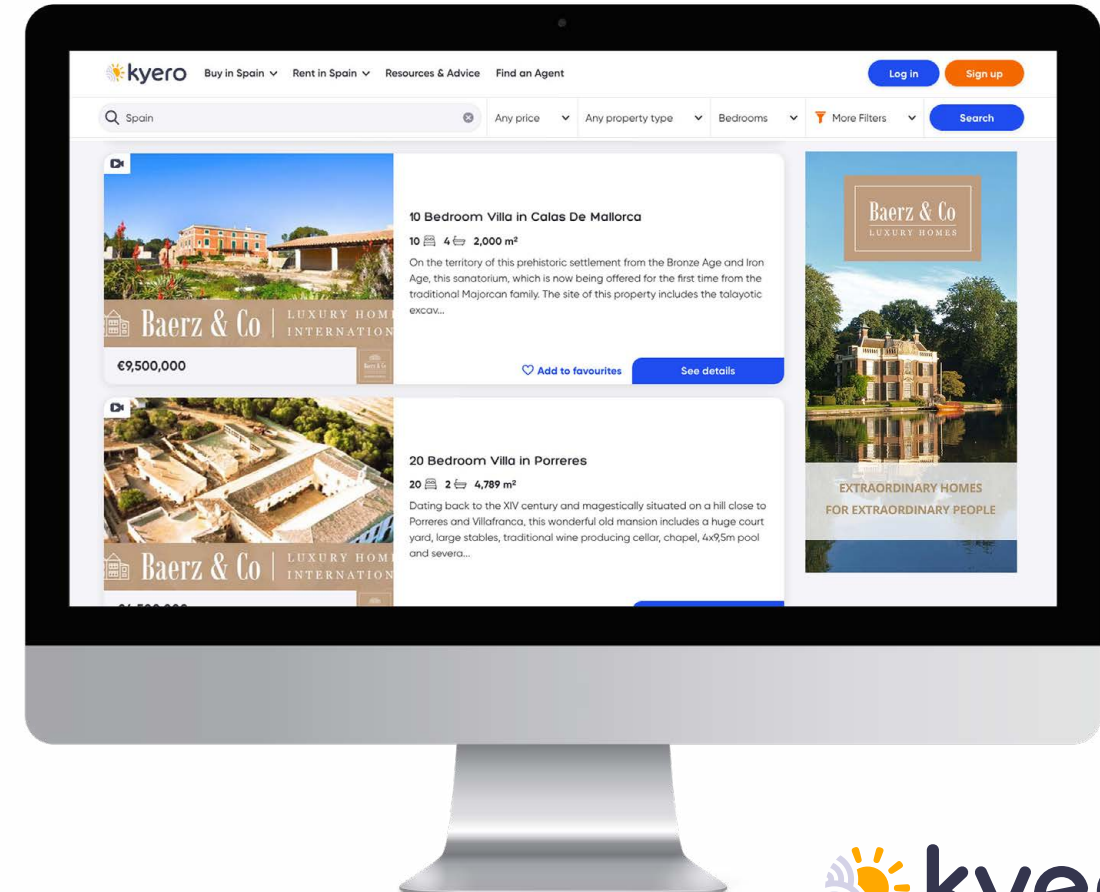 kyero Buy in Spain Rent in Spain Resources & Advice Find an Agent Log in Sign up
Spain Any price Any property type Bedrooms More Filters Search
10 Bedroom Villa in Calas De Mallorca
10 4 2,000 m²
On the territory of this prehistoric settlement from the Bronze Age and Iron
Age, this sanatorium, which is now being offered for the first time from the
traditional Majorcan family. The site of this property includes the talayotic
excav...
Baerz & Co LUXURY HOM
INTERNATION
€9,500,000
Baerz & Co
Add to favourites See details
20 Bedroom Villa in Porreres
20 2 4,789 m²
Dating back to the XIV century and magestically situated on a hill close to
Porreres and Villafranca, this wonderful old mansion includes a huge court
yard, large stables, traditional wine producing cellar, chapel, 4x9,5m pool
and severa...
Baerz & Co LUXURY HOM
INTERNATION
Baerz & Co
LUXURY HOMES
EXTRAORDINARY HOMES
FOR EXTRAORDINARY PEOPLE
kye